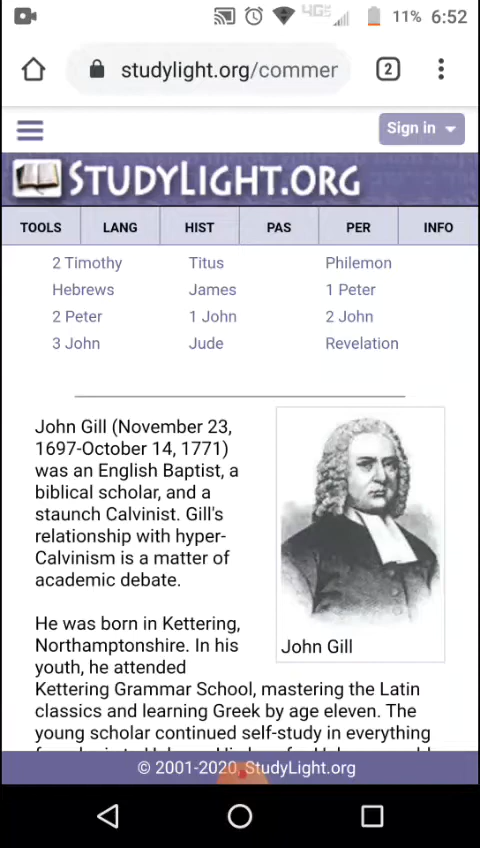 4GE 11% 6:52
studylight.org/commer 2
Sign in
STUDYLIGHT.ORG
TOOLS LANG HIST PAS PER INFO
2 Timothy Titus Philemon
Hebrews James 1 Peter
2 Peter 1 John 2 John
3 John Jude Revelation
John Gill (November 23,
1697-October 14, 1771)
was an English Baptist, a
biblical scholar, and a
staunch Calvinist. Gill's
relationship with hyper-
Calvinism is a matter of
academic debate.
He was born in Kettering,
Northamptonshire. In his
youth, he attended
John Gill
Kettering Grammar School, mastering the Latin
classics and learning Greek by age eleven. The
young scholar continued self-study in everything
© 2001-2020, StudyLight.org